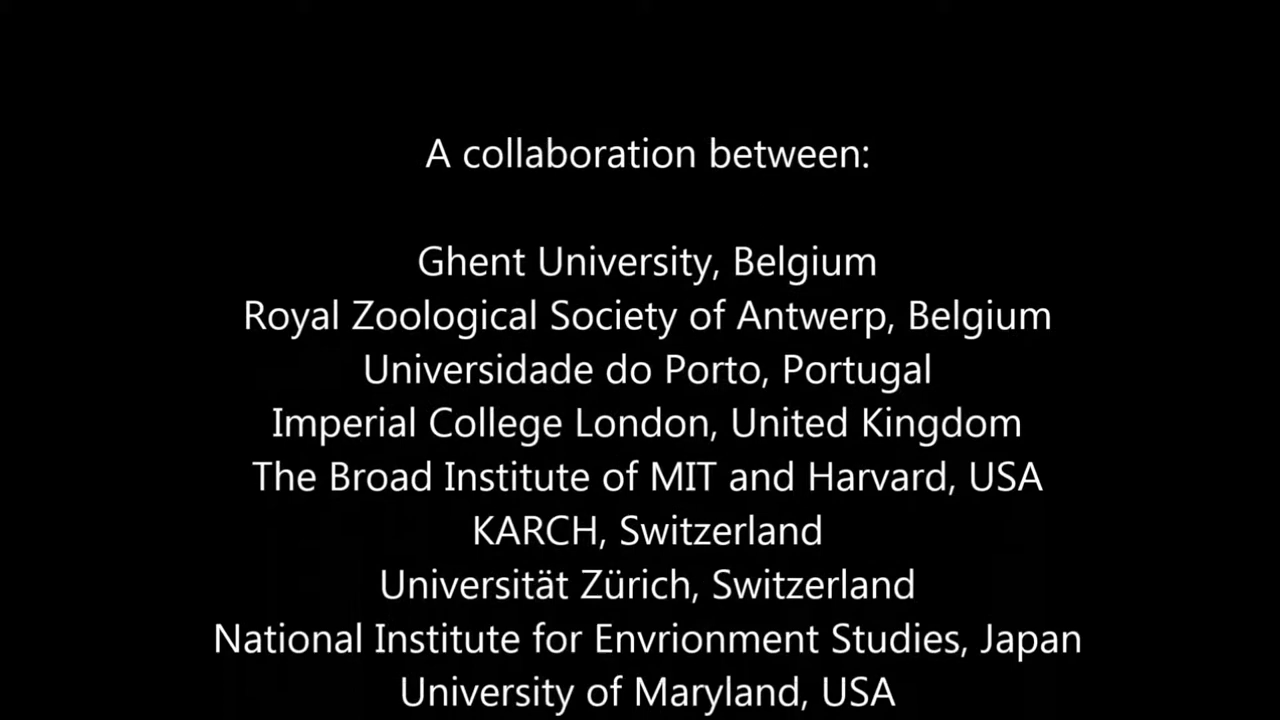 A collaboration between:
Ghent University, Belgium
Royal Zoological Society of Antwerp, Belgium
Universidade do Porto, Portugal
Imperial College London, United Kingdom
The Broad Institute of MIT and Harvard, USA
KARCH, Switzerland
Universität Zürich, Switzerland
National Institute for Envrionment Studies, Japan
University of Maryland, USA